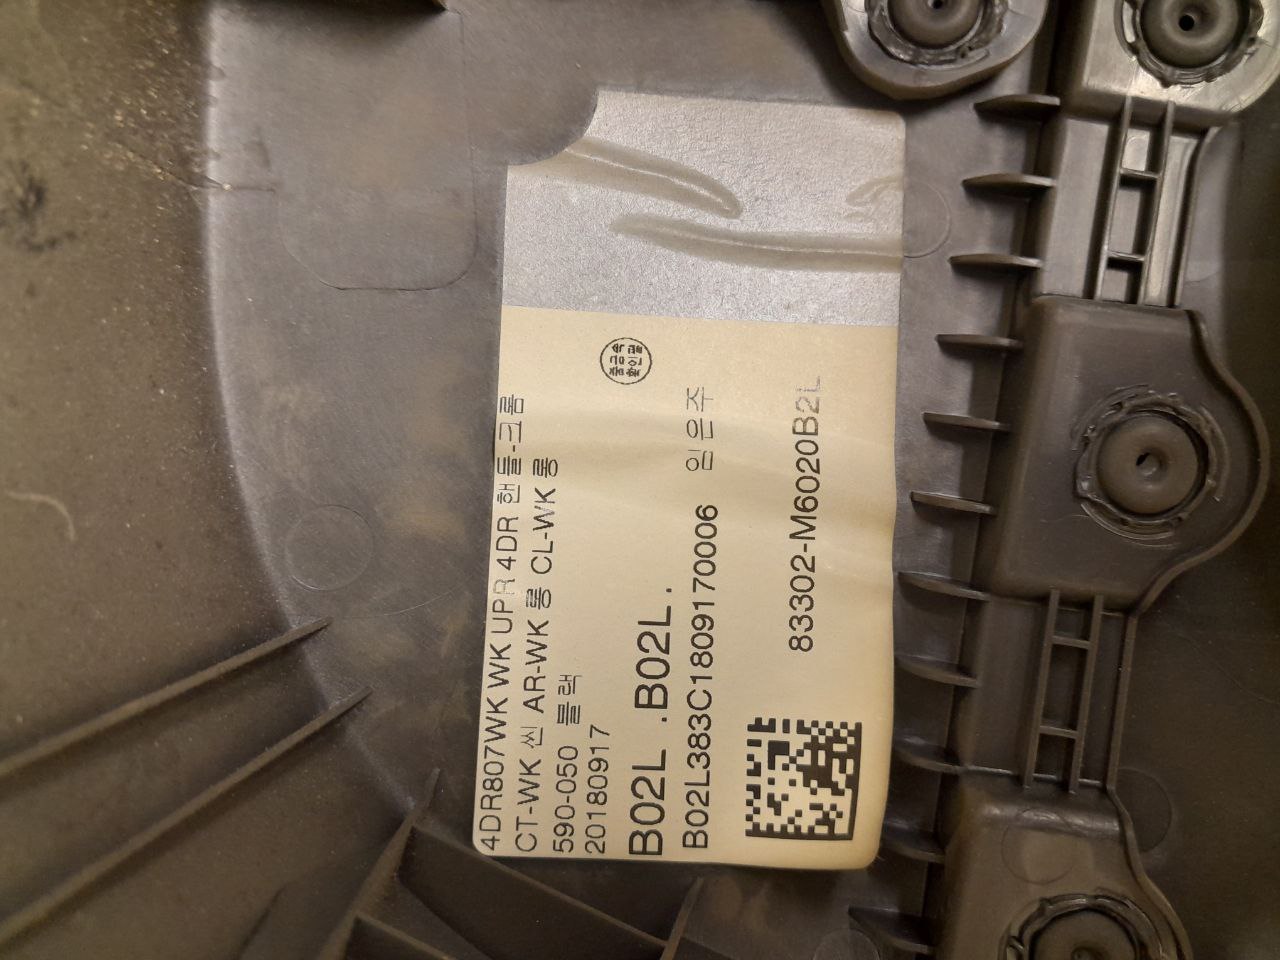 4DR807WK WK UPR 4DR 핸들-크롬
CT-WK 씬 AR-WK 롱 CL-WK 롱
590-050 블랙
20180917
B02L .B02L.
B02L383C1809170006 임은주
83302-M6020B2L